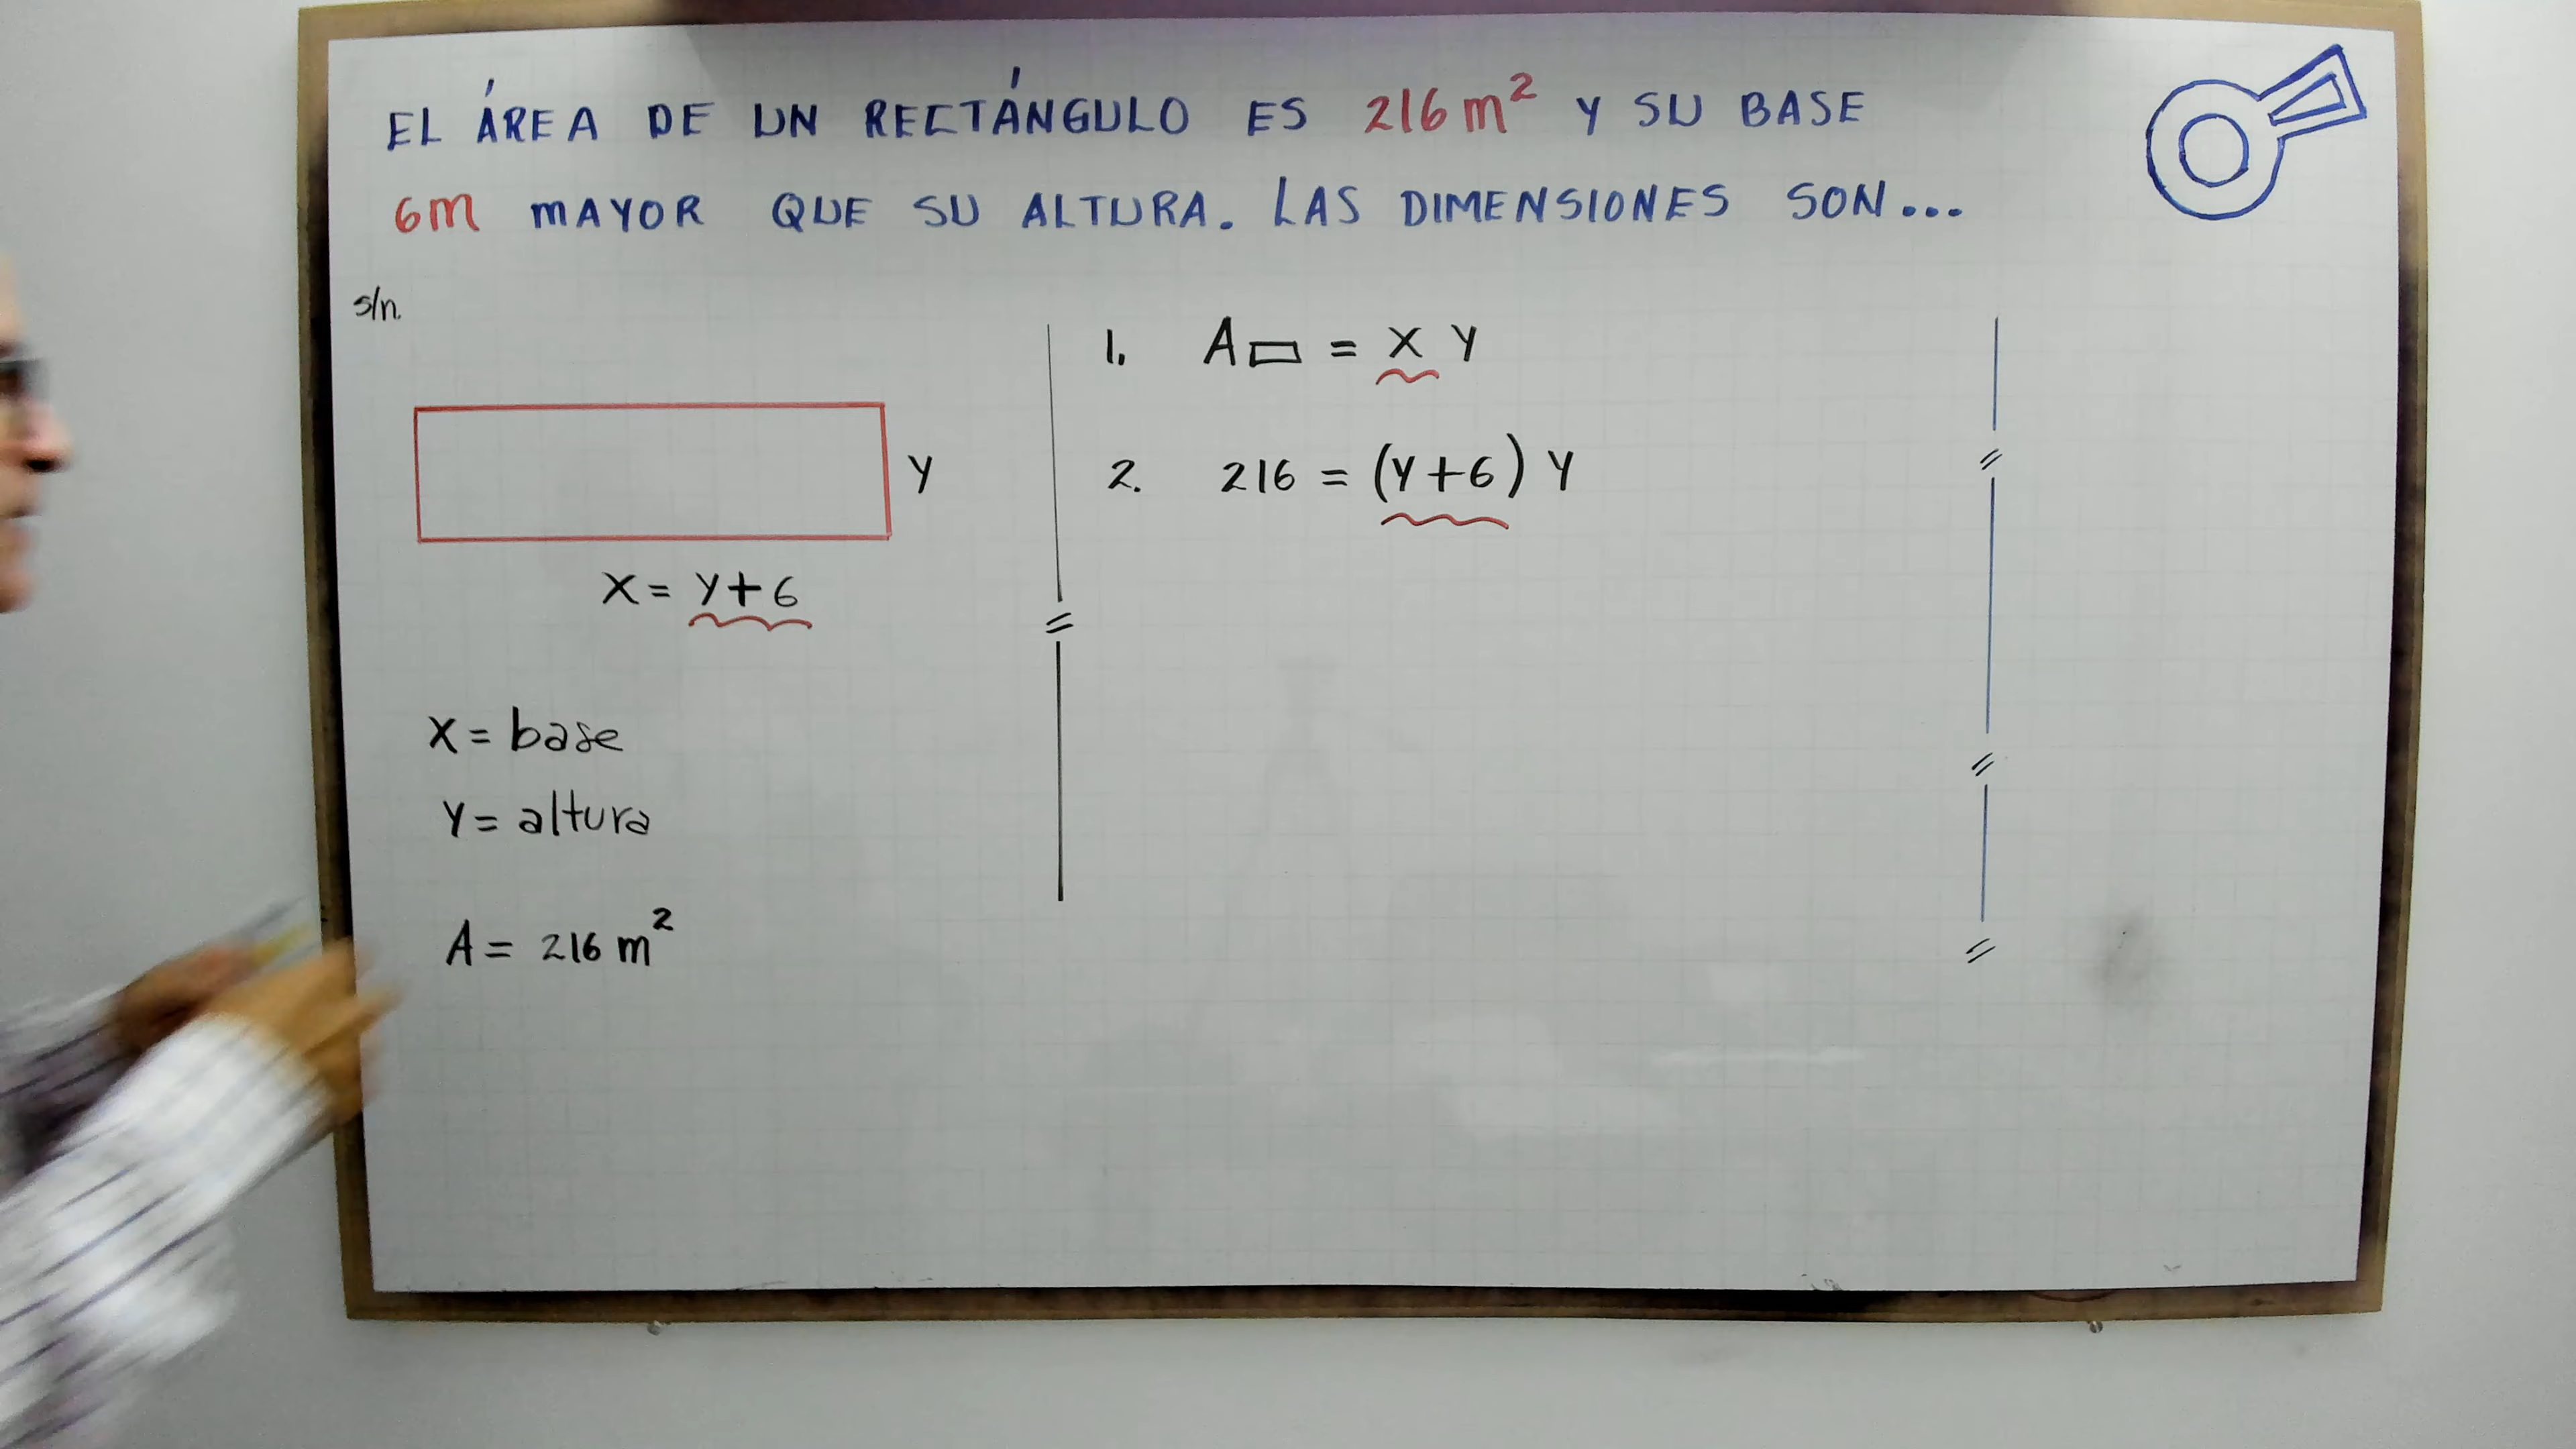 EL ÁREA DE UN RECTÁNGULO ES 216 m² Y SU BASE
6m MAYOR QUE SU ALTURA. LAS DIMENSIONES SON...
s/n.
Y
X = Y + 6
X = base
Y = altura
A = 216 m²
1. A▭ = X Y
2. 216 = (Y + 6) Y